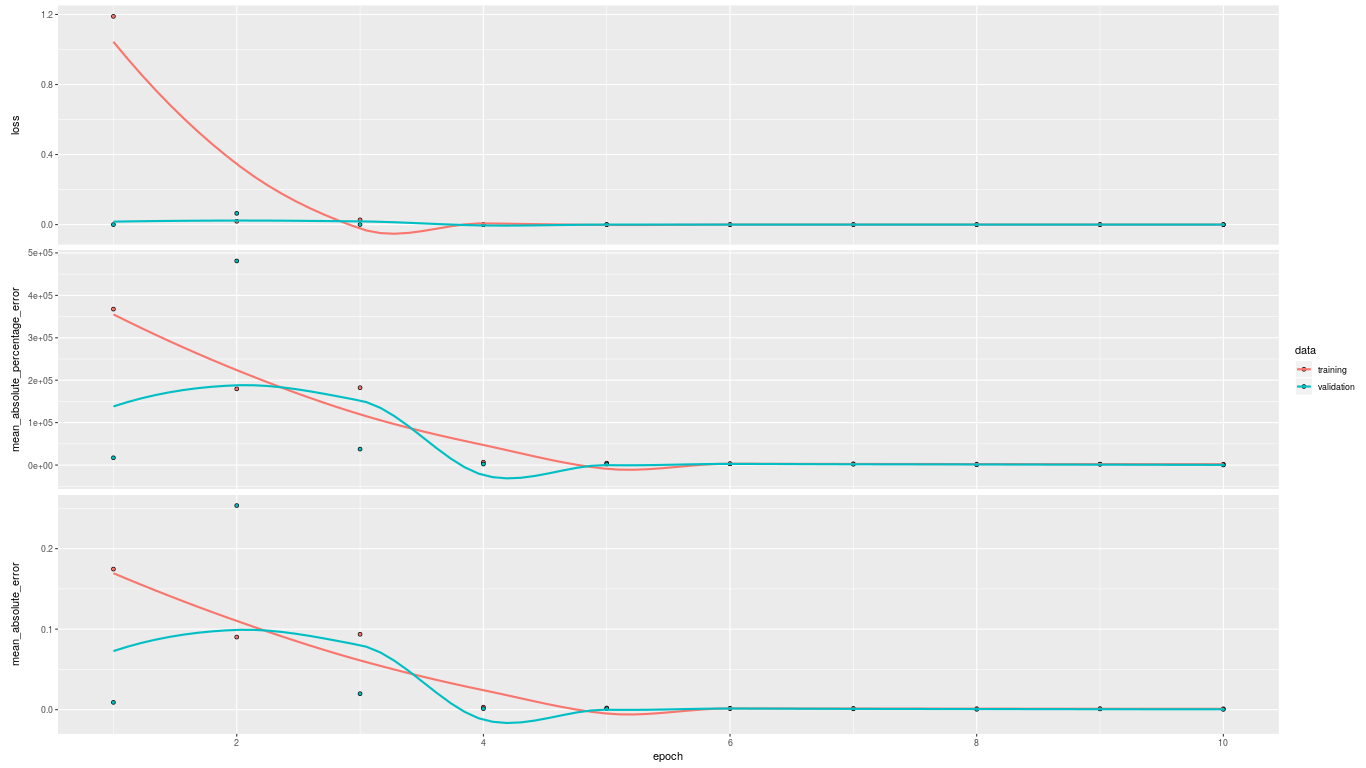 1.2
0.8
0.4
0.0
loss
5e+05
4e+05
3e+05
2e+05
1e+05
0e+00
mean_absolute_percentage_error
0.2
0.1
0.0
mean_absolute_error
2
4
6
8
10
epoch
data
training
validation